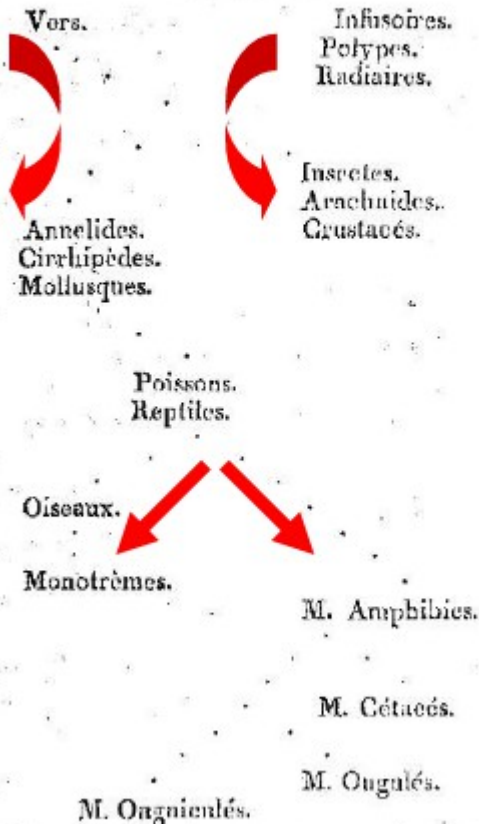 Vers.
Infusoires.
Polypes.
Radiaires.
Insectes.
Arachnides.
Crustacés.
Annelides.
Cirrhipèdes.
Mollusques.
Poissons.
Reptiles.
Oiseaux.
Monotrèmes.
M. Amphibies.
M. Cétacés.
M. Ongulés.
M. Onguiculés.